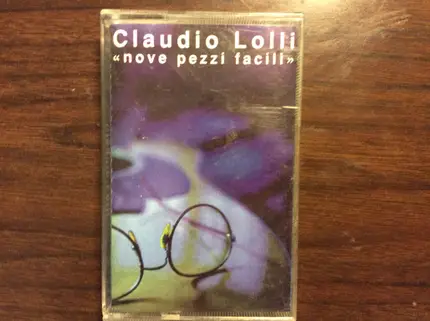 Claudio Lolli
«nove pezzi facili»